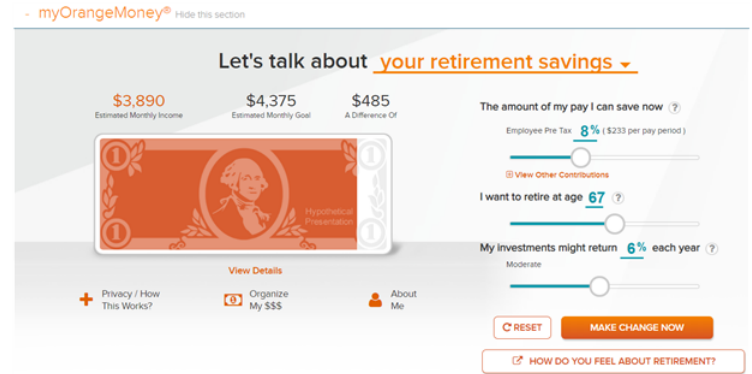 - myOrangeMoney® Hide this section
Let's talk about your retirement savings
$3,890
Estimated Monthly Income
$4,375
Estimated Monthly Goal
$485
A Difference Of
1
1
1
1
Hypothetical
Presentation
View Details
Privacy / How
This Works?
Organize
My $$$
About
Me
The amount of my pay I can save now ?
Employee Pre Tax 8% ( $233 per pay period )
View Other Contributions
I want to retire at age 67 ?
My investments might return 6% each year ?
Moderate
RESET
MAKE CHANGE NOW
HOW DO YOU FEEL ABOUT RETIREMENT?